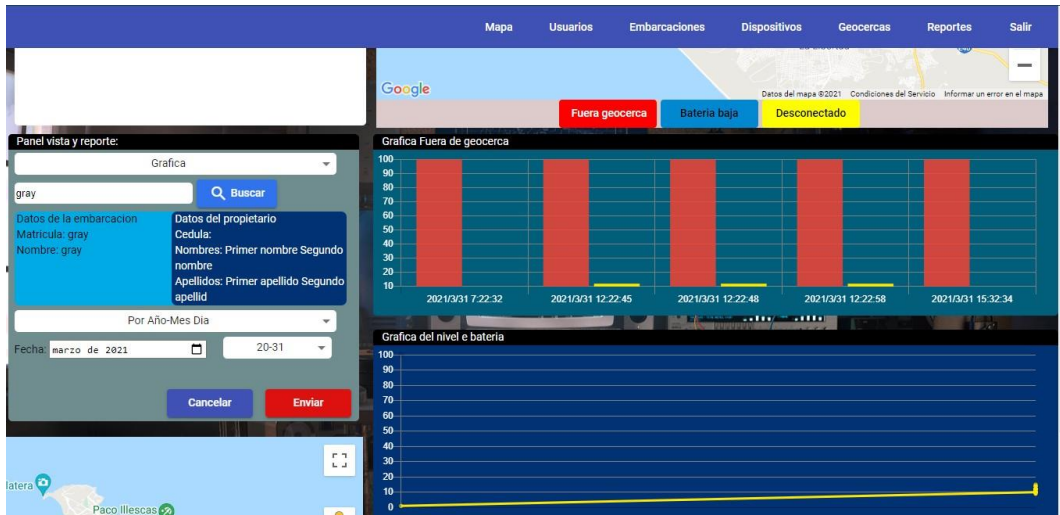 Mapa Usuarios Embarcaciones Dispositivos Geocercas Reportes Salir
Google
Datos del mapa ©2021 Condiciones del Servicio Informar un error en el mapa
Fuera geocerca Bateria baja Desconectado
Panel vista y reporte:
Grafica
gray Buscar
Datos de la embarcacion
Matricula: gray
Nombre: gray
Datos del propietario
Cedula:
Nombres: Primer nombre Segundo
nombre
Apellidos: Primer apellido Segundo
apellid
Por Año-Mes Dia
Fecha: marzo de 2021 20-31
Cancelar Enviar
latera
Paco Illescas
Grafica Fuera de geocerca
100
90
80
70
60
50
40
30
20
10
2021/3/31 7:22:32 2021/3/31 12:22:45 2021/3/31 12:22:48 2021/3/31 12:22:58 2021/3/31 15:32:34
Grafica del nivel e bateria
100
90
80
70
60
50
40
30
20
10
0